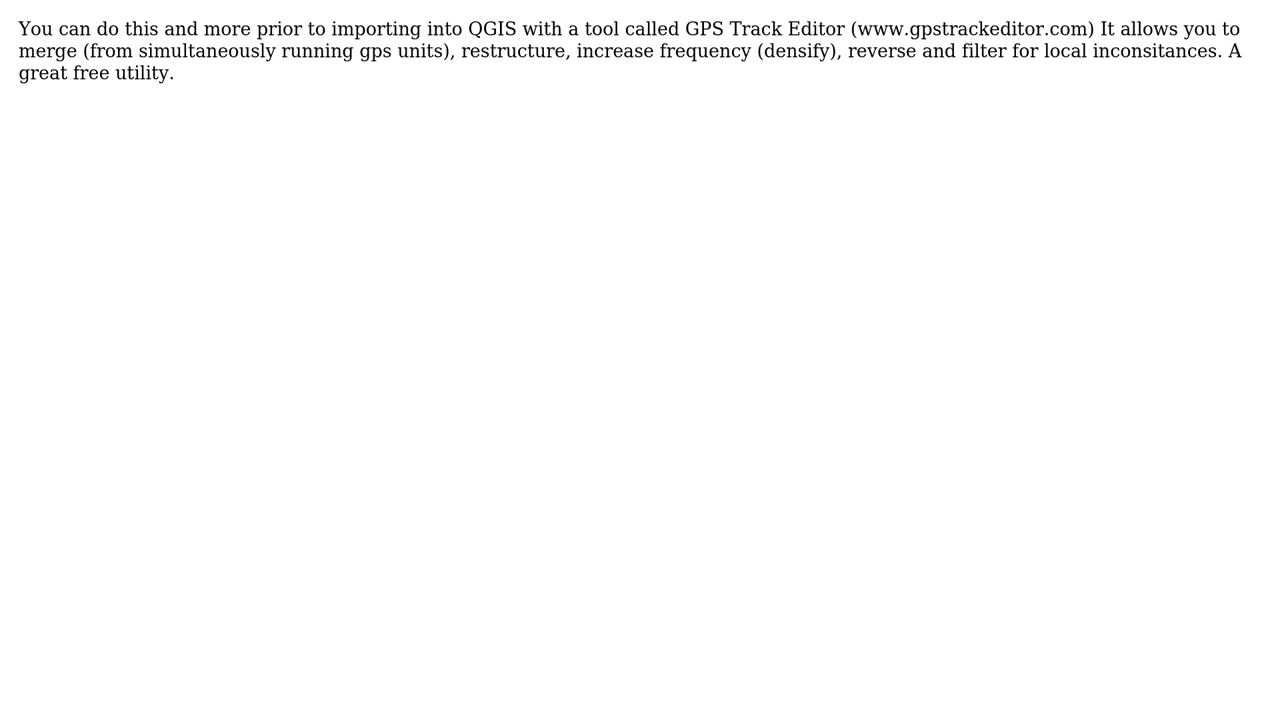 You can do this and more prior to importing into QGIS with a tool called GPS Track Editor (www.gpstrackeditor.com) It allows you to
merge (from simultaneously running gps units), restructure, increase frequency (densify), reverse and filter for local inconsitances. A
great free utility.